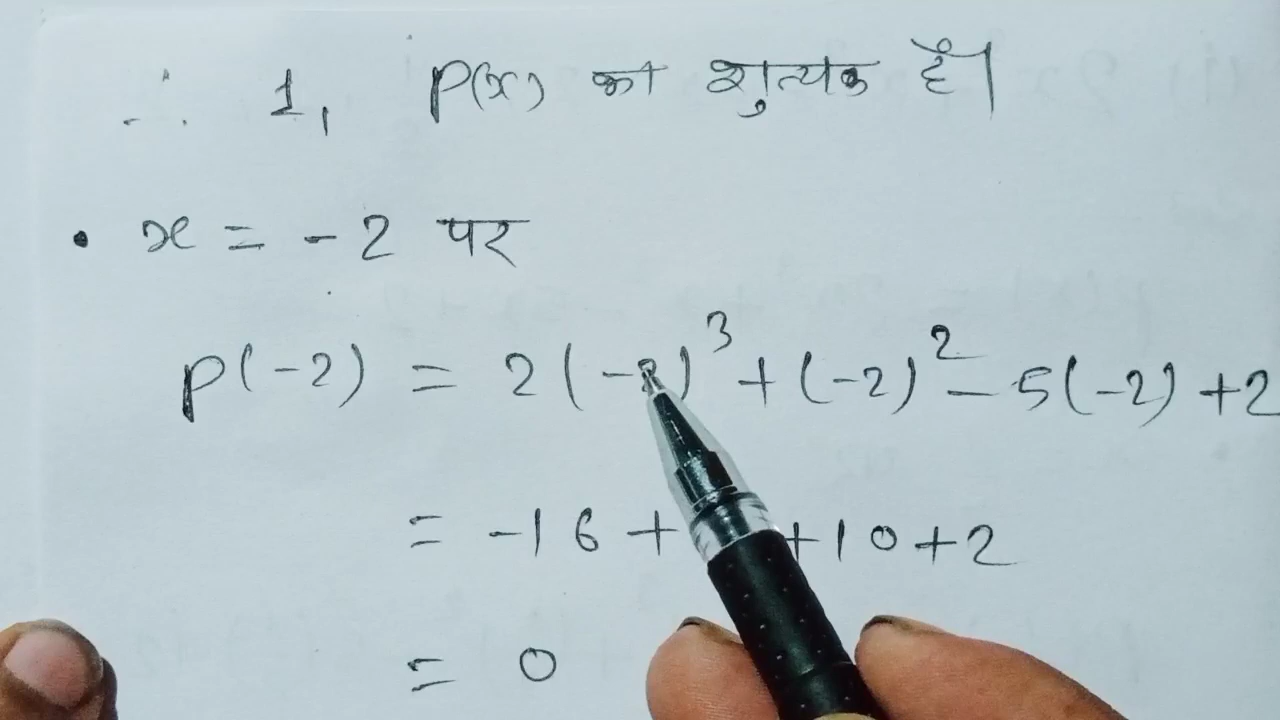 ∴ 1, P(x) का शुन्यक है।
• x = -2 पर
P(-2) = 2(-2)³ + (-2)² - 5(-2) +2
= -16 + +10+2
= 0